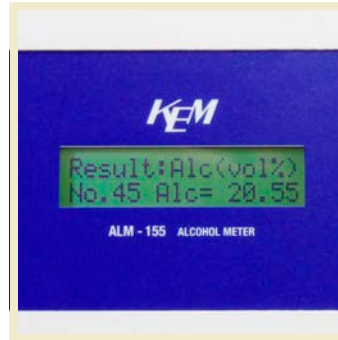 KEM
Result:Alc(vol%)
No.45 Alc= 20.55
ALM - 155 ALCOHOL METER